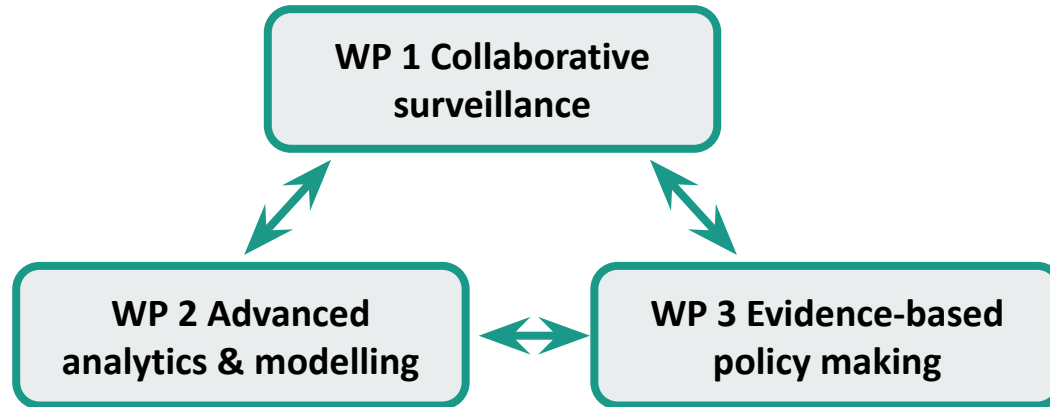 WP 1 Collaborative
surveillance
WP 2 Advanced
analytics & modelling
WP 3 Evidence-based
policy making